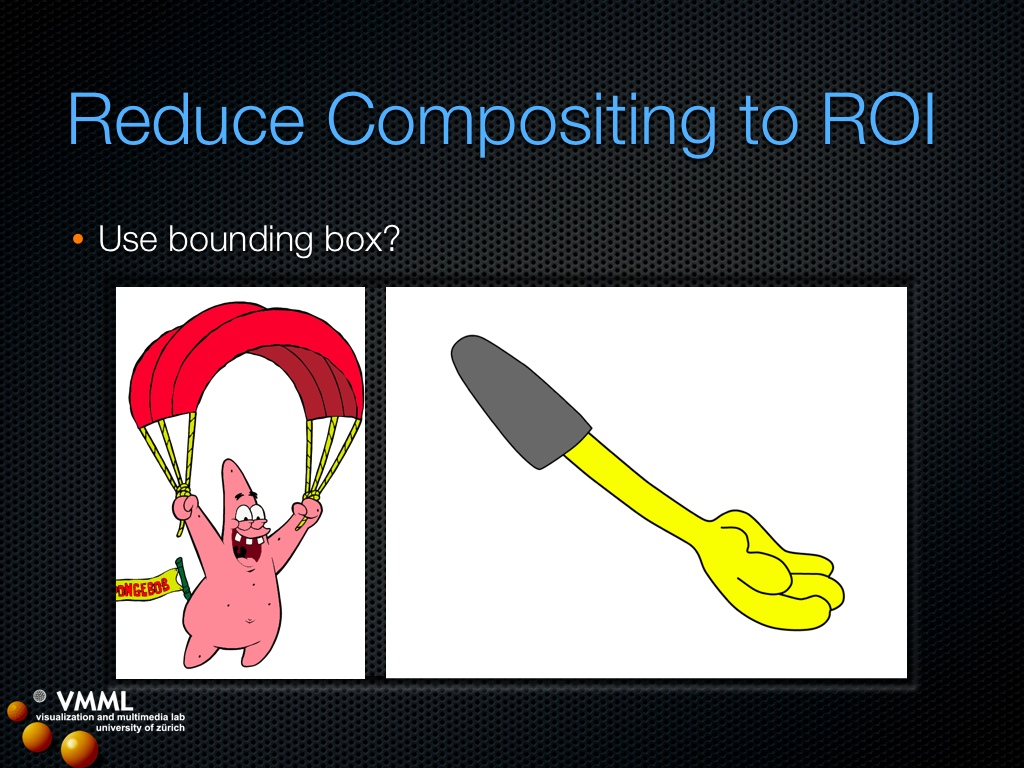 Reduce Compositing to ROI
• Use bounding box?
ONGEBOB
VMML
visualization and multimedia lab
university of zürich